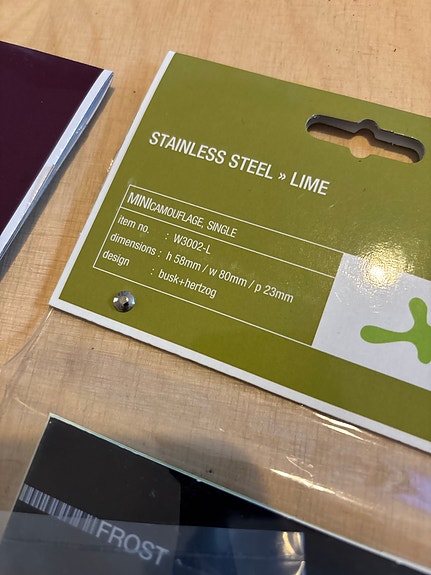 STAINLESS STEEL » LIME
MINICAMOUFLAGE, SINGLE
item no. : W3002-L
dimensions : h 58mm / w 80mm / p 23mm
design : busk+hertzog
FROST